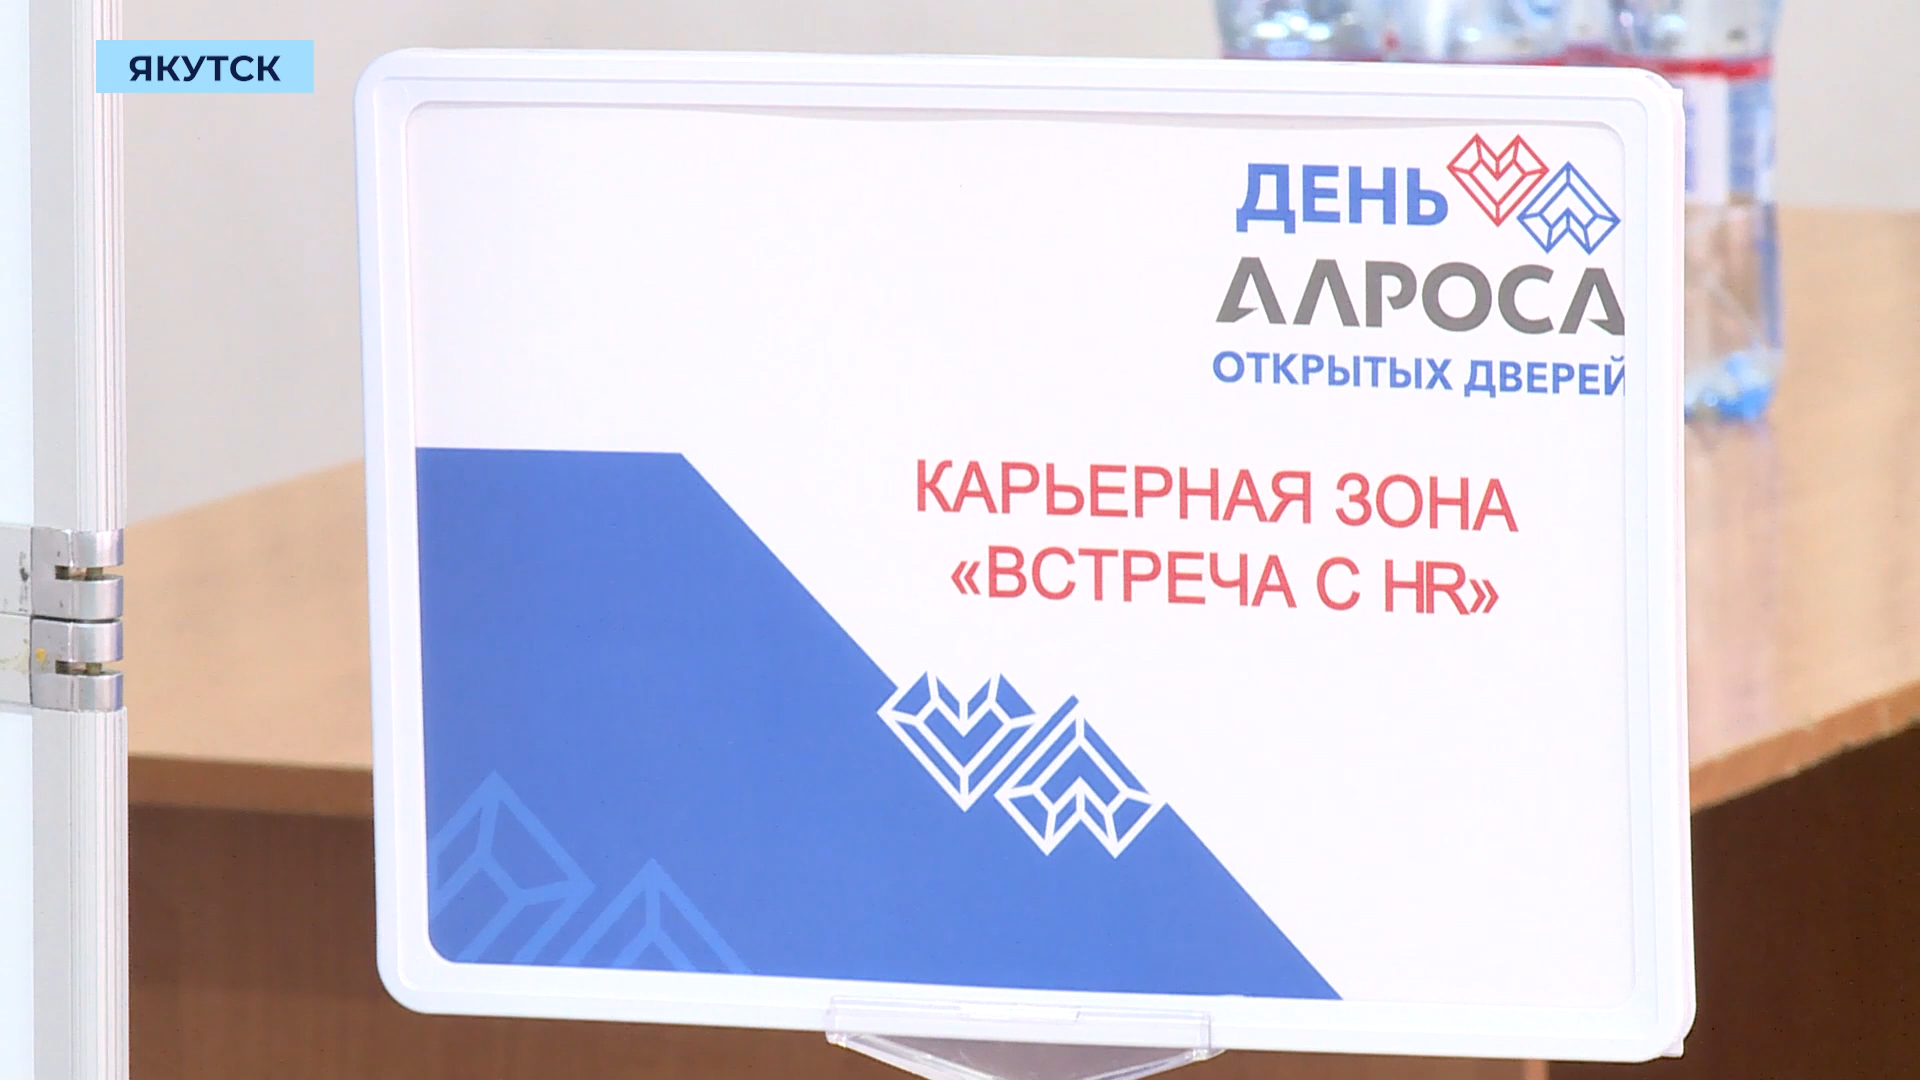 ЯКУТСК
ДЕНЬ
АЛРОСА
ОТКРЫТЫХ ДВЕРЕЙ
КАРЬЕРНАЯ ЗОНА
«ВСТРЕЧА С HR»